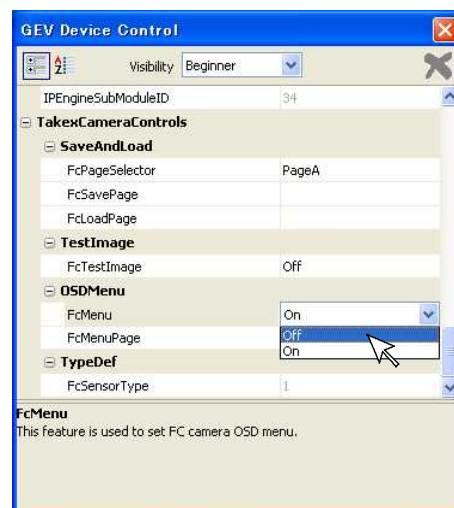 GEV Device Control
Visibility Beginner
IPEngineSubModuleID 34
TakexCameraControls
SaveAndLoad
FcPageSelector PageA
FcSavePage
FcLoadPage
TestImage
FcTestImage Off
OSDMenu
FcMenu On
Off
FcMenuPage
On
TypeDef
FcSensorType 1
FcMenu
This feature is used to set FC camera OSD menu.